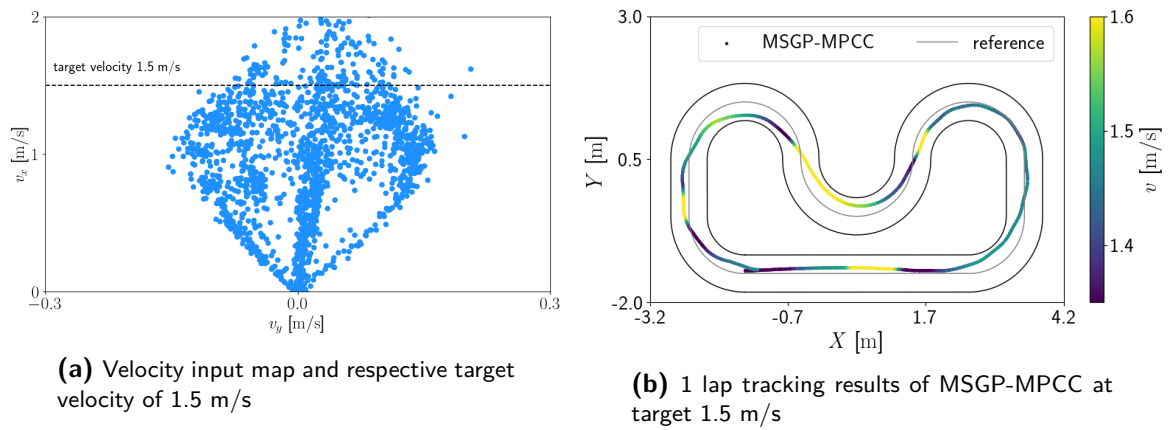 2
target velocity 1.5 m/s
1
0
v_x [m/s]
-0.3
0.0
0.3
v_y [m/s]
(a) Velocity input map and respective target
velocity of 1.5 m/s
3.0
0.5
-2.0
Y [m]
MSGP-MPCC
reference
-3.2
-0.7
1.7
4.2
X [m]
1.6
1.5
1.4
v [m/s]
(b) 1 lap tracking results of MSGP-MPCC at
target 1.5 m/s